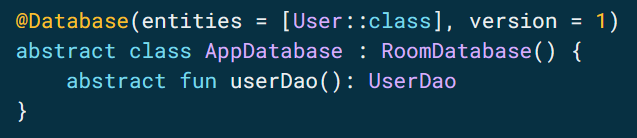 @Database(entities = [User::class], version = 1)
abstract class AppDatabase : RoomDatabase() {
    abstract fun userDao(): UserDao
}